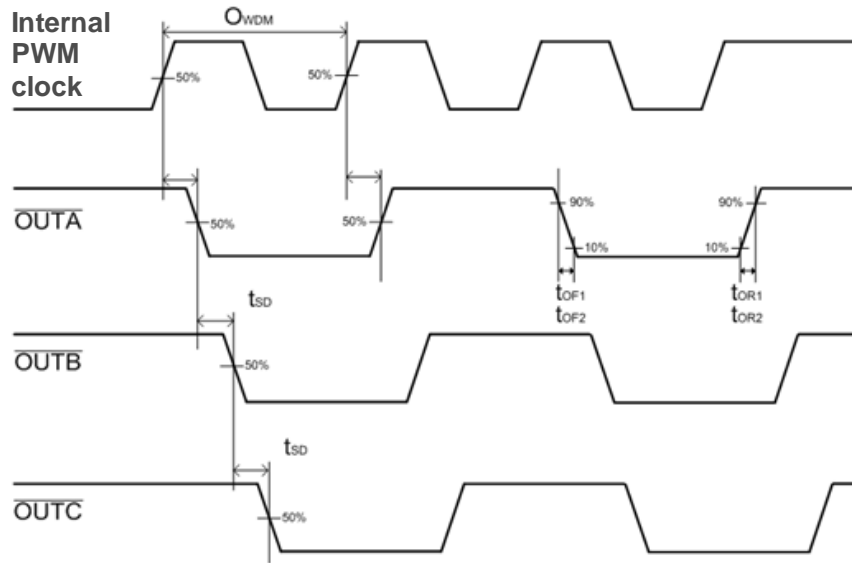 Internal
PWM
clock
OWDM
50%
50%
OUTA
50%
50%
90%
10%
90%
10%
tOF1
tOF2
tOR1
tOR2
tSD
OUTB
50%
tSD
OUTC
50%